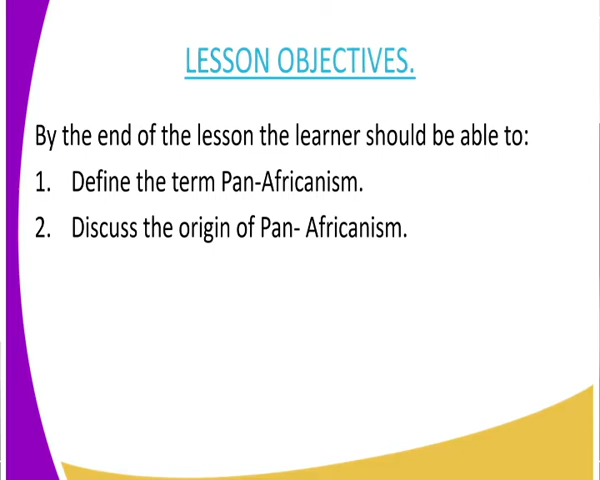 LESSON OBJECTIVES.
By the end of the lesson the learner should be able to:
1. Define the term Pan-Africanism.
2. Discuss the origin of Pan- Africanism.